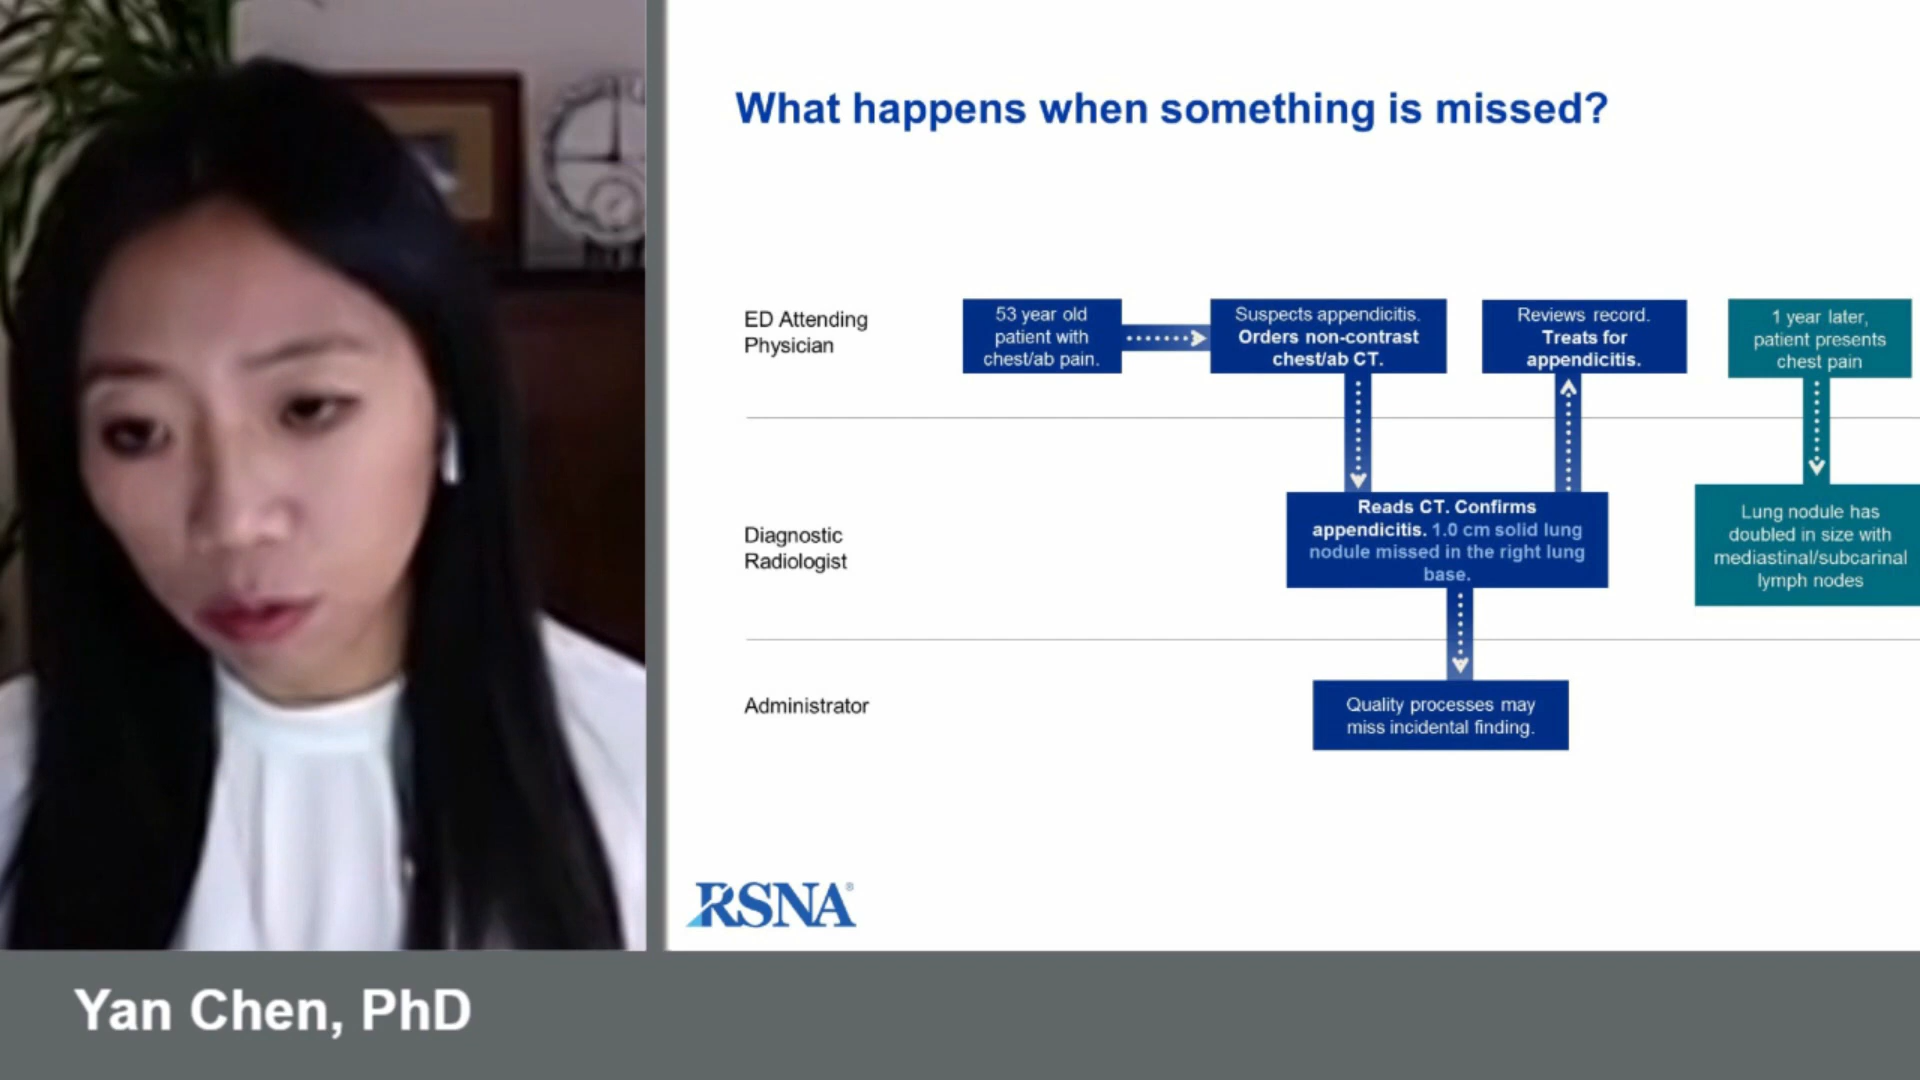 What happens when something is missed?
ED Attending
Physician
53 year old
patient with
chest/ab pain.
Suspects appendicitis.
Orders non-contrast
chest/ab CT.
Reviews record.
Treats for
appendicitis.
1 year later,
patient presents
chest pain
Diagnostic
Radiologist
Reads CT. Confirms
appendicitis. 1.0 cm solid lung
nodule missed in the right lung
base.
Lung nodule has
doubled in size with
mediastinal/subcarinal
lymph nodes
Administrator
Quality processes may
miss incidental finding.
RSNA®
Yan Chen, PhD